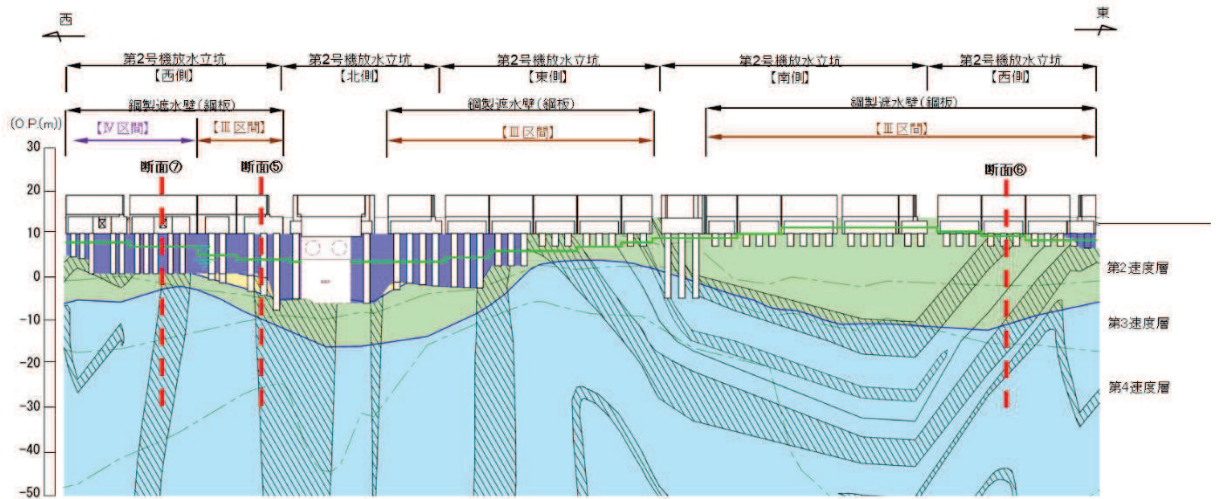 西
東
第2号機放水立坑
【西側】
第2号機放水立坑
【北側】
第2号機放水立坑
【東側】
第2号機放水立坑
【南側】
第2号機放水立坑
【西側】
鋼製遮水壁(鋼板)
鋼製遮水壁(鋼板)
鋼製遮水壁(鋼板)
【Ⅳ区間】
【Ⅲ区間】
【Ⅲ区間】
【Ⅲ区間】
(O.P.(m))
断面⑦
断面⑤
断面⑥
30
20
10
0
-10
-20
-30
-40
-50
第2速度層
第3速度層
第4速度層